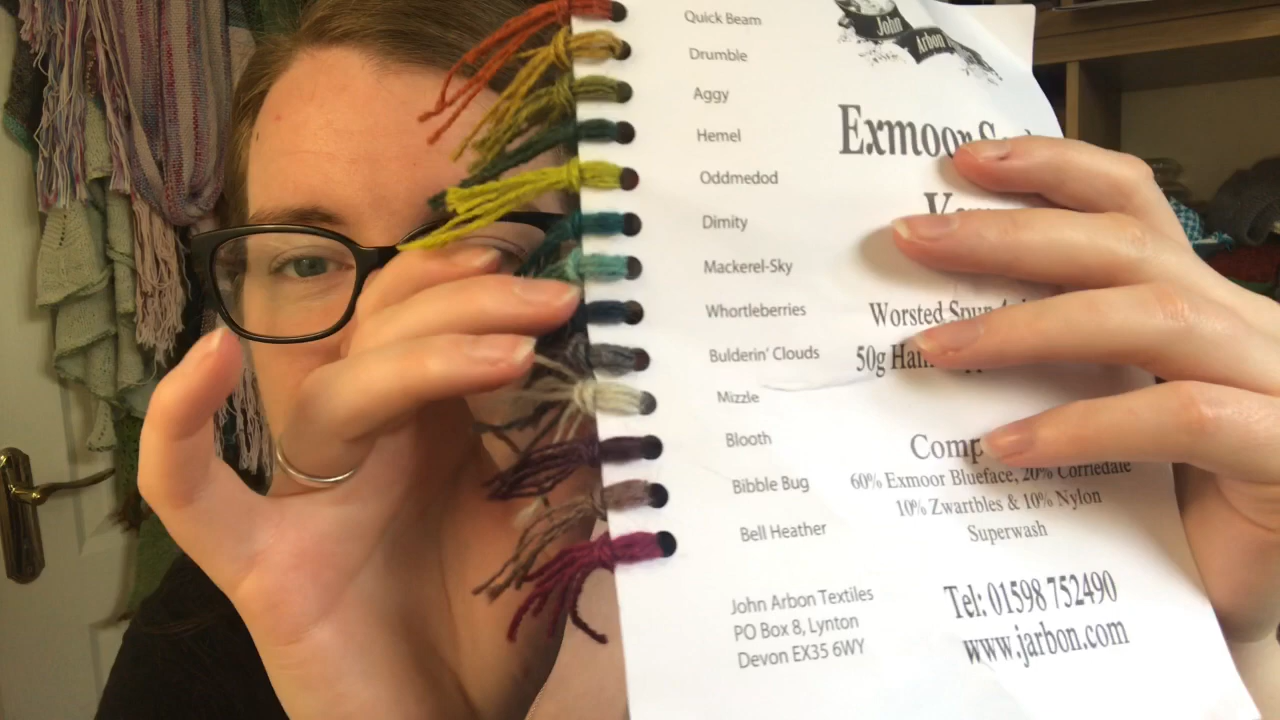 Quick Beam
Drumble
Aggy
Hemel
Oddmedod
Dimity
Mackerel-Sky
Whortleberries
Bulderin' Clouds
Mizzle
Blooth
Bibble Bug
Bell Heather
John Arbon Textiles
PO Box 8, Lynton
Devon EX35 6WY
John
Arbon
Exmoor
Worsted Spun
50g
60% Exmoor Blueface, 20% Corriedale
10% Zwartbles & 10% Nylon
Superwash
Tel: 01598 752490
www.jarbon.com